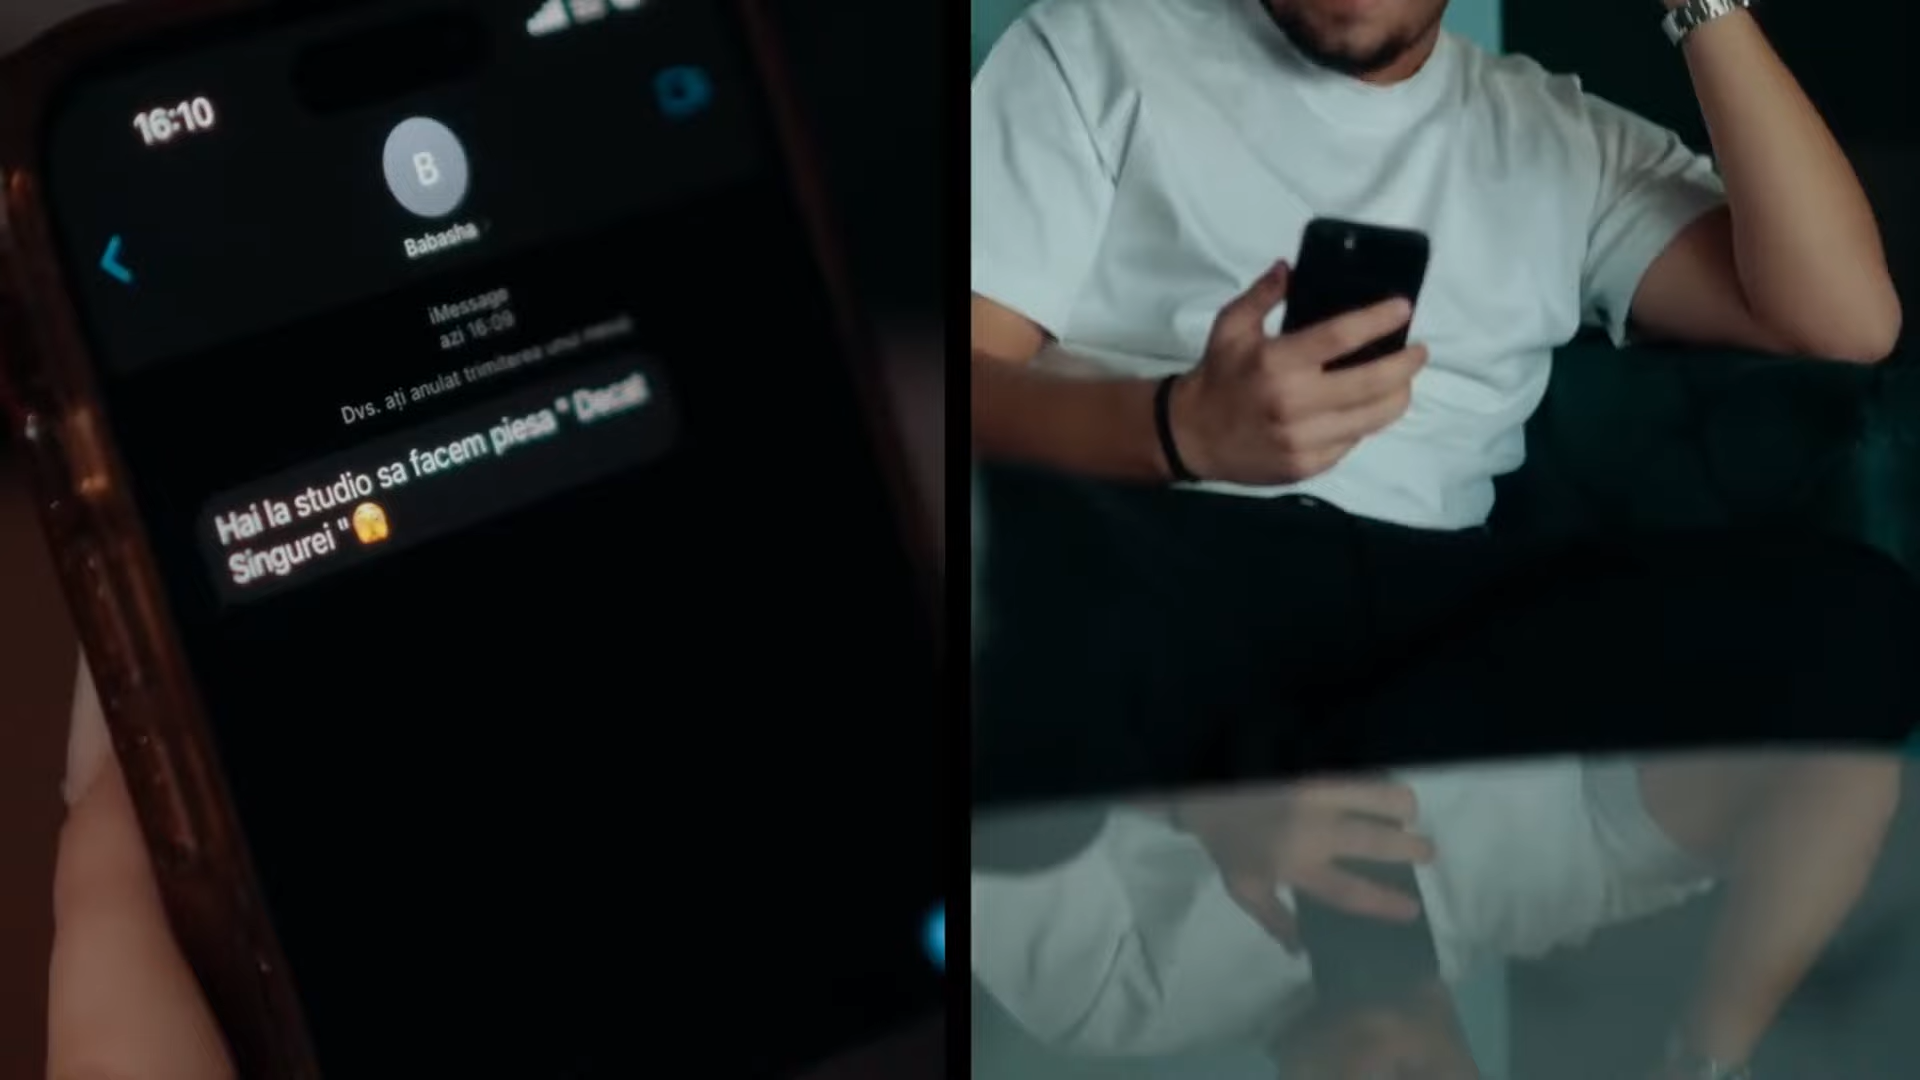 16:10
B
Babasha
iMessage
azi 16:09
Dvs. ați anulat trimiterea unui mesaj
Hai la studio sa facem piesa " Decat
Singurei "🫣